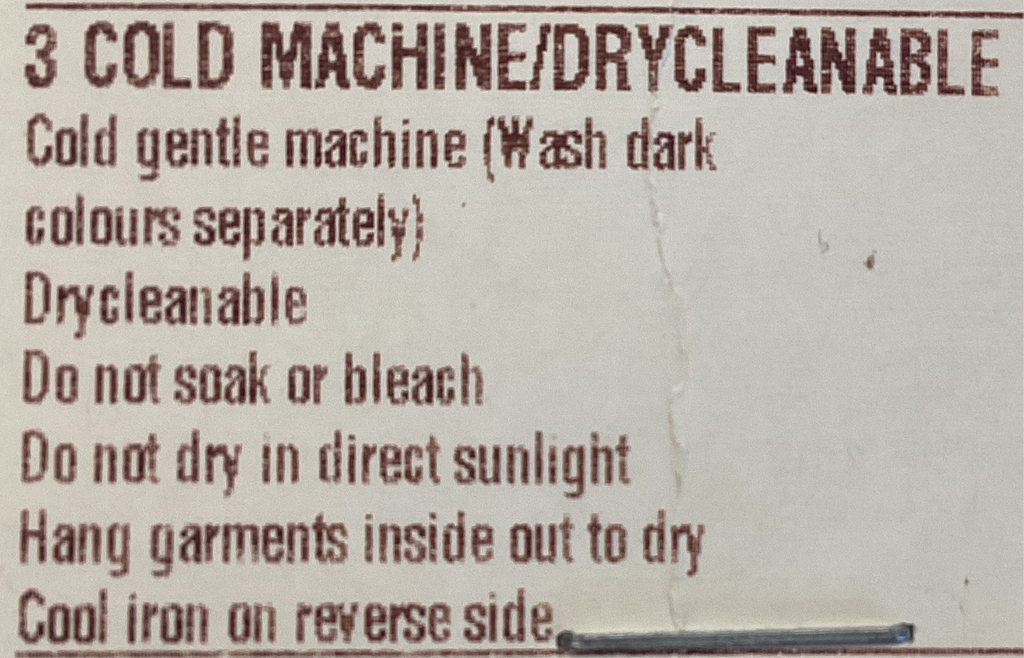 3 COLD MACHINE/DRYCLEANABLE
Cold gentle machine (Wash dark
colours separately)
Drycleanable
Do not soak or bleach
Do not dry in direct sunlight
Hang garments inside out to dry
Cool iron on reverse side